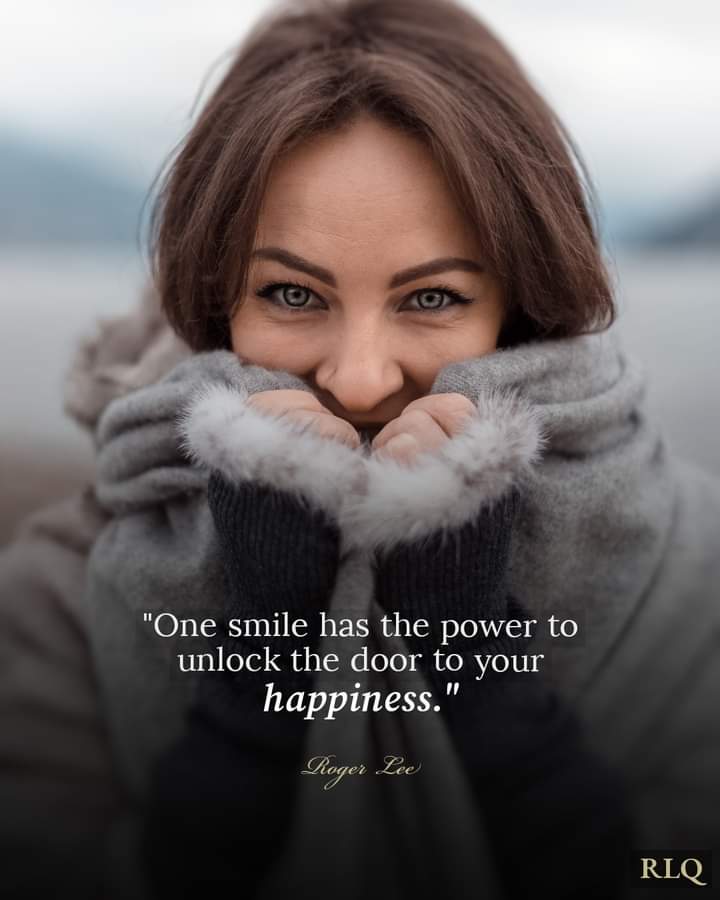 "One smile has the power to
unlock the door to your
happiness."
Roger Lee
RLQ